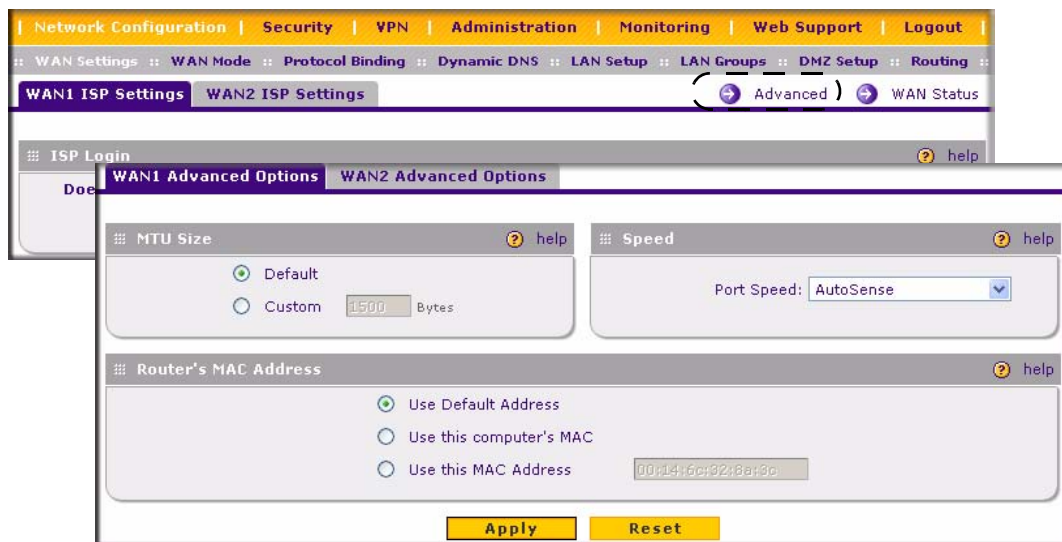 | Network Configuration | Security | VPN | Administration | Monitoring | Web Support | Logout |
:: WAN Settings :: WAN Mode :: Protocol Binding :: Dynamic DNS :: LAN Setup :: LAN Groups :: DMZ Setup :: Routing ::
WAN1 ISP Settings WAN2 ISP Settings Advanced WAN Status
ISP Login help
Doe
WAN1 Advanced Options WAN2 Advanced Options
MTU Size help
Default
Custom 1500 Bytes
Speed help
Port Speed: AutoSense
Router's MAC Address help
Use Default Address
Use this computer's MAC
Use this MAC Address 00:14:6c:32:8a:3c
Apply Reset